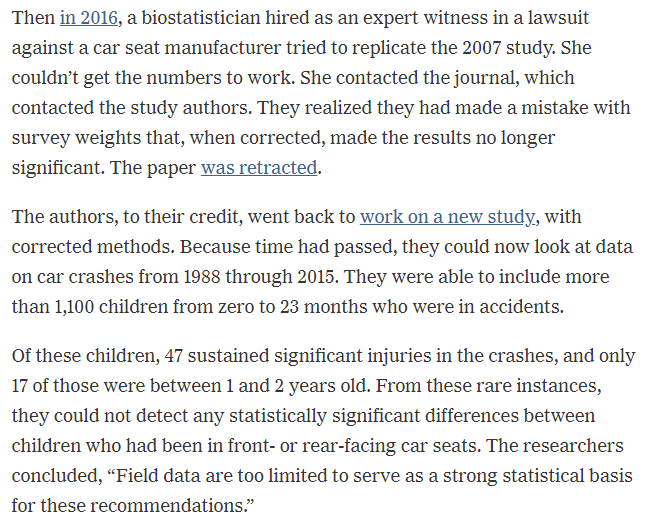 Then in 2016, a biostatistician hired as an expert witness in a lawsuit
against a car seat manufacturer tried to replicate the 2007 study. She
couldn’t get the numbers to work. She contacted the journal, which
contacted the study authors. They realized they had made a mistake with
survey weights that, when corrected, made the results no longer
significant. The paper was retracted.
The authors, to their credit, went back to work on a new study, with
corrected methods. Because time had passed, they could now look at data
on car crashes from 1988 through 2015. They were able to include more
than 1,100 children from zero to 23 months who were in accidents.
Of these children, 47 sustained significant injuries in the crashes, and only
17 of those were between 1 and 2 years old. From these rare instances,
they could not detect any statistically significant differences between
children who had been in front- or rear-facing car seats. The researchers
concluded, “Field data are too limited to serve as a strong statistical basis
for these recommendations.”